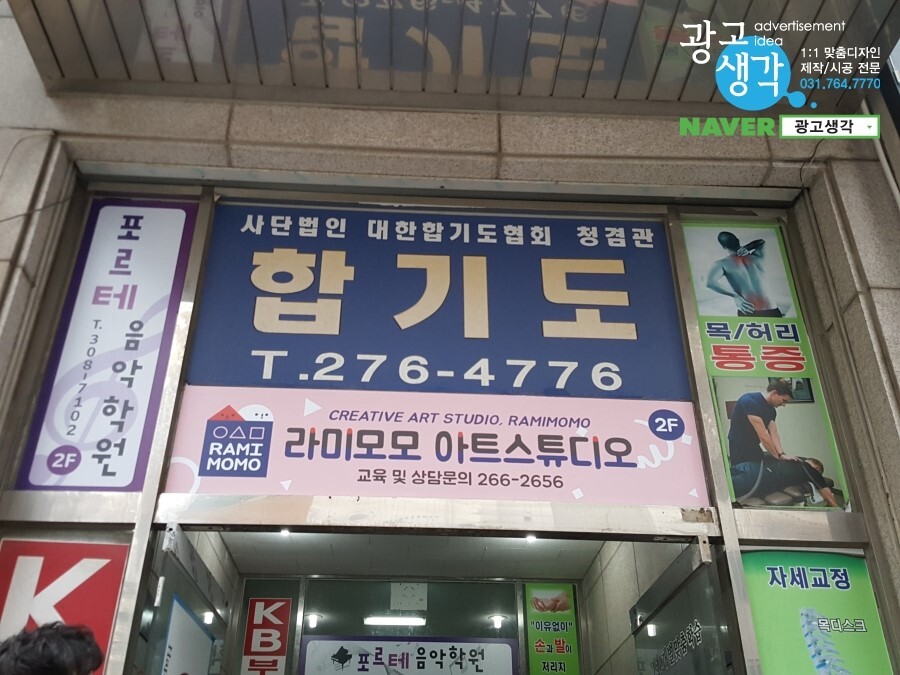 광고생각
advertisement
idea
1:1 맞춤디자인
제작/시공 전문
031.764.7770
NAVER 광고생각
사단법인 대한합기도협회 청겸관
합기도
T.276-4776
포르테 음악학원
T.308-7102
2F
CREATIVE ART STUDIO, RAMIMOMO
라미모모 아트스튜디오
2F
RAMI
MOMO
교육 및 상담문의 266-2656
목/허리
통증
K
KB
부
포르테 음악학원
"이유없이"
손과 발이
저리지
자세교정
목디스크